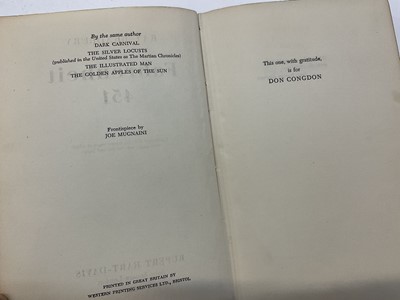 By the same author
DARK CARNIVAL
THE SILVER LOCUSTS
(published in the United States as The Martian Chronicles)
THE ILLUSTRATED MAN
THE GOLDEN APPLES OF THE SUN
Frontispiece by
JOE MUGNAINI
PRINTED IN GREAT BRITAIN BY
WESTERN PRINTING SERVICES LTD., BRISTOL
This one, with gratitude,
is for
DON CONGDON